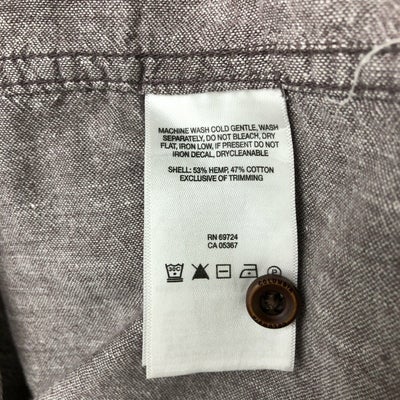 MACHINE WASH COLD GENTLE, WASH
SEPARATELY, DO NOT BLEACH, DRY
FLAT, IRON LOW, IF PRESENT DO NOT
IRON DECAL, DRYCLEANABLE
SHELL: 53% HEMP, 47% COTTON
EXCLUSIVE OF TRIMMING
RN 69724
CA 05367
COLUMBIA